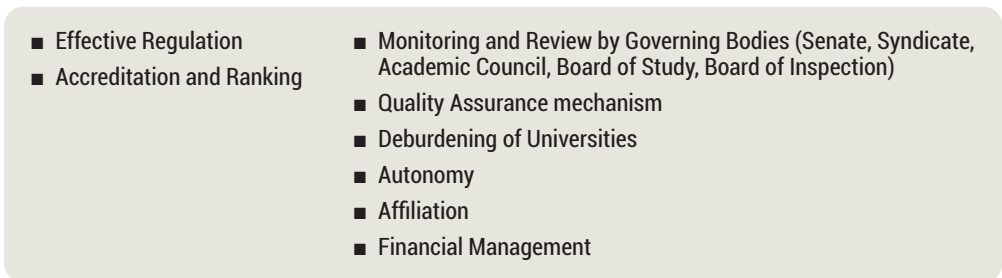 ■ Effective Regulation
■ Accreditation and Ranking
■ Monitoring and Review by Governing Bodies (Senate, Syndicate,
Academic Council, Board of Study, Board of Inspection)
■ Quality Assurance mechanism
■ Deburdening of Universities
■ Autonomy
■ Affiliation
■ Financial Management